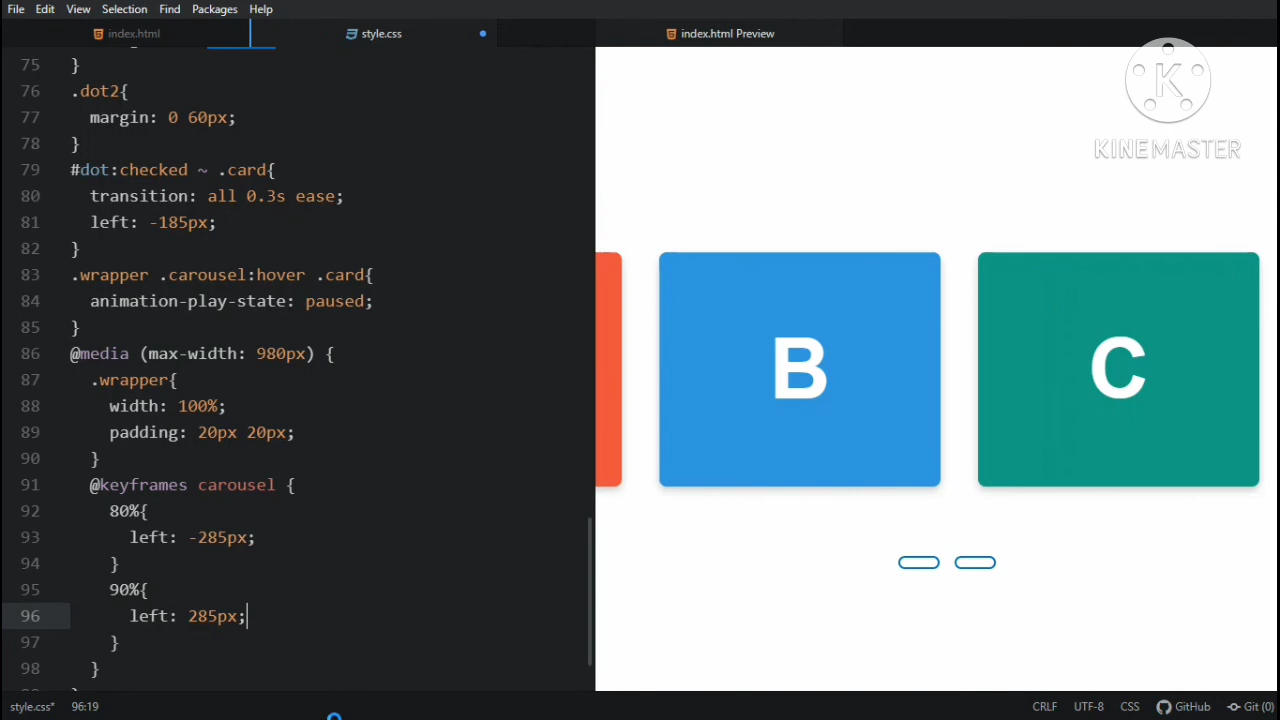 File Edit View Selection Find Packages Help
index.html
style.css
index.html Preview
75 }
76 .dot2{
77 margin: 0 60px;
78 }
79 #dot:checked ~ .card{
80 transition: all 0.3s ease;
81 left: -185px;
82 }
83 .wrapper .carousel:hover .card{
84 animation-play-state: paused;
85 }
86 @media (max-width: 980px) {
87 .wrapper{
88 width: 100%;
89 padding: 20px 20px;
90 }
91 @keyframes carousel {
92 80%{
93 left: -285px;
94 }
95 90%{
96 left: 285px;
97 }
98 }
K
KINEMASTER
B
C
style.css* 96:19
CRLF UTF-8 CSS GitHub Git (0)